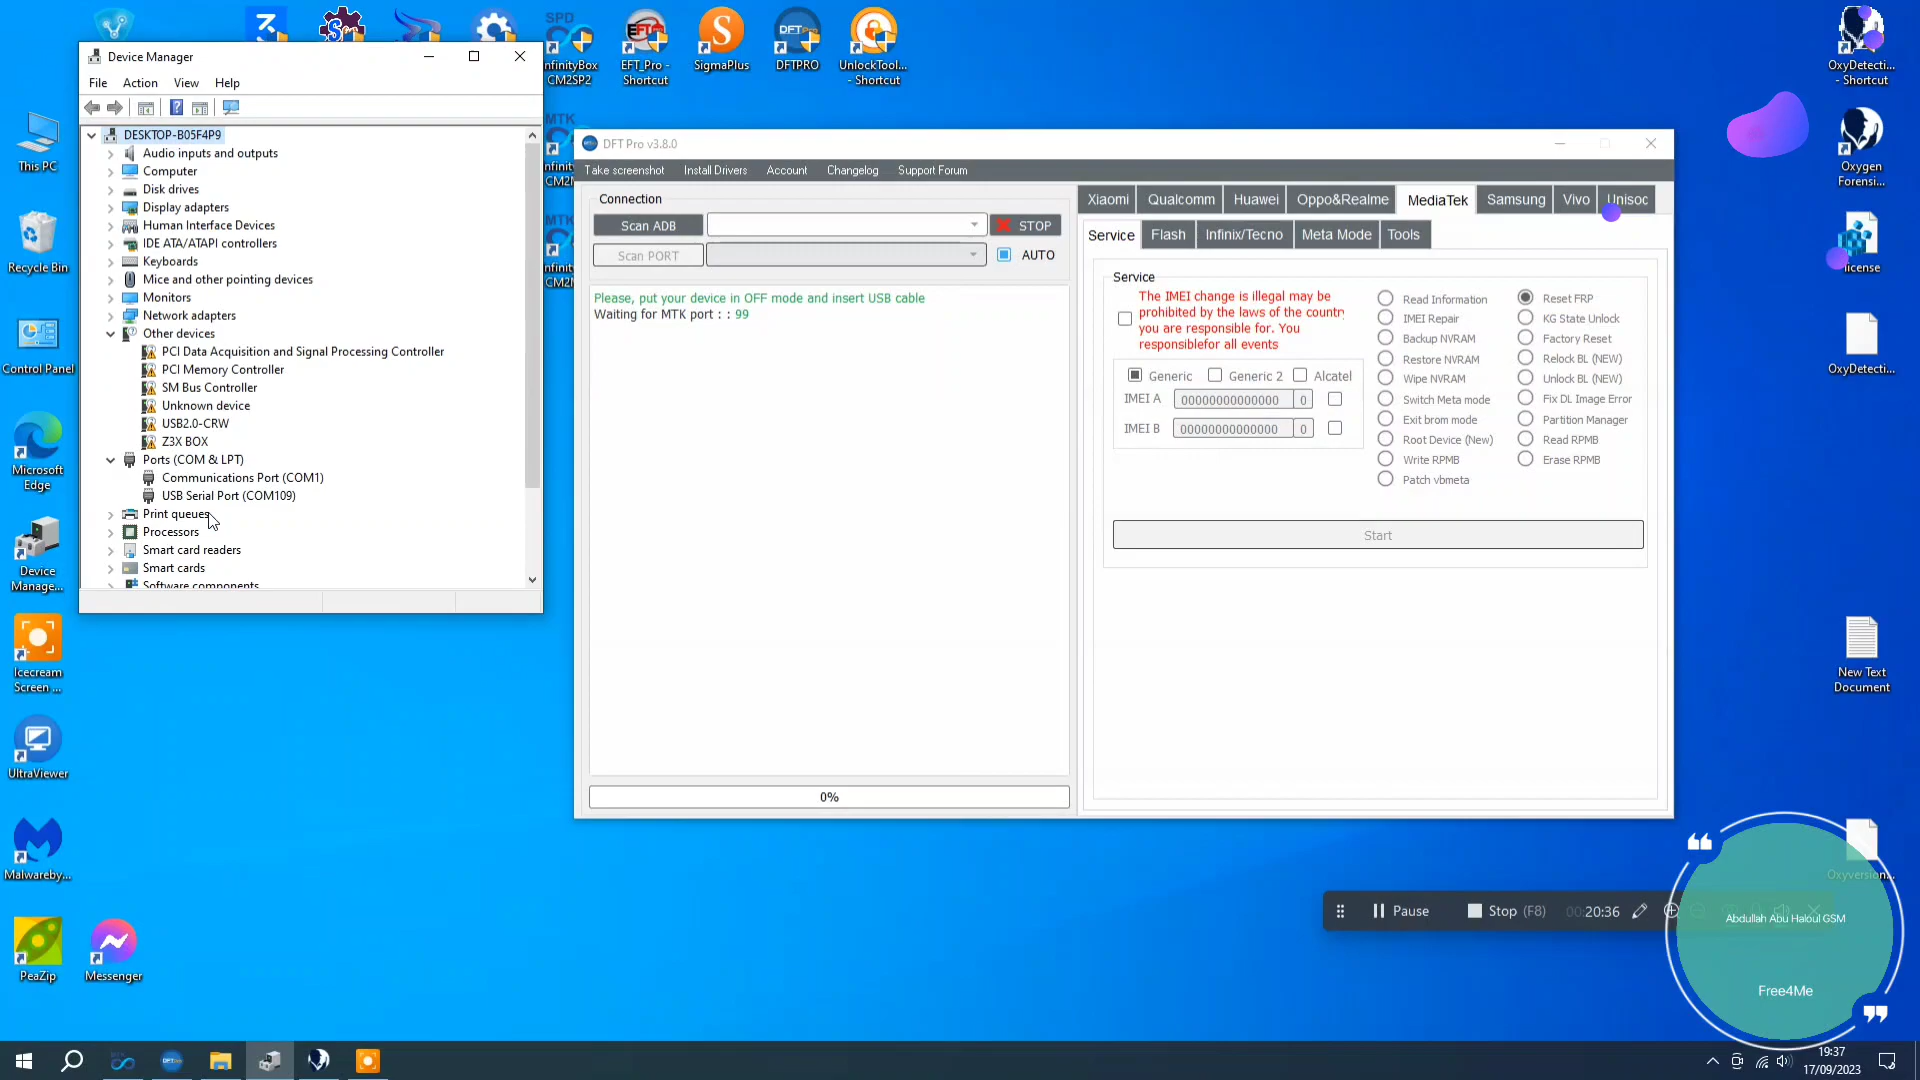 Device Manager
File Action View Help
DESKTOP-B05F4P9
Audio inputs and outputs
Computer
Disk drives
Display adapters
Human Interface Devices
IDE ATA/ATAPI controllers
Keyboards
Mice and other pointing devices
Monitors
Network adapters
Other devices
PCI Data Acquisition and Signal Processing Controller
PCI Memory Controller
SM Bus Controller
Unknown device
USB2.0-CRW
Z3X BOX
Ports (COM & LPT)
Communications Port (COM1)
USB Serial Port (COM109)
Print queues
Processors
Smart card readers
Smart cards
Software components
This PC
Recycle Bin
Control Panel
Microsoft
Edge
Device
Manage...
Icecream
Screen ...
UltraViewer
Malwareby...
PeaZip
Messenger
SPD
CM2SP2
MTK
MTK
EFT_Pro -
Shortcut
SigmaPlus
DFTPRO
UnlockTool...
- Shortcut
DFT Pro v3.8.0
Take screenshot Install Drivers Account Changelog Support Forum
Connection
Scan ADB STOP
Scan PORT AUTO
Please, put your device in OFF mode and insert USB cable
Waiting for MTK port : : 99
0%
Xiaomi Qualcomm Huawei Oppo&Realme MediaTek Samsung Vivo Unisoc
Service Flash Infinix/Tecno Meta Mode Tools
Service
The IMEI change is illegal may be
prohibited by the laws of the country
you are responsible for. You
responsiblefor all events
Generic Generic 2 Alcatel
IMEI A 00000000000000 0
IMEI B 00000000000000 0
Read Information
IMEI Repair
Backup NVRAM
Restore NVRAM
Wipe NVRAM
Switch Meta mode
Exit brom mode
Root Device (New)
Write RPMB
Patch vbmeta
Reset FRP
KG State Unlock
Factory Reset
Relock BL (NEW)
Unlock BL (NEW)
Fix DL Image Error
Partition Manager
Read RPMB
Erase RPMB
Start
OxyDetecti...
- Shortcut
Oxygen
Forensi...
license
OxyDetecti...
New Text
Document
Oxyversion...
Pause Stop (F8) 00:20:36
Abdullah Abu Haloul GSM
Free4Me
19:37
17/09/2023